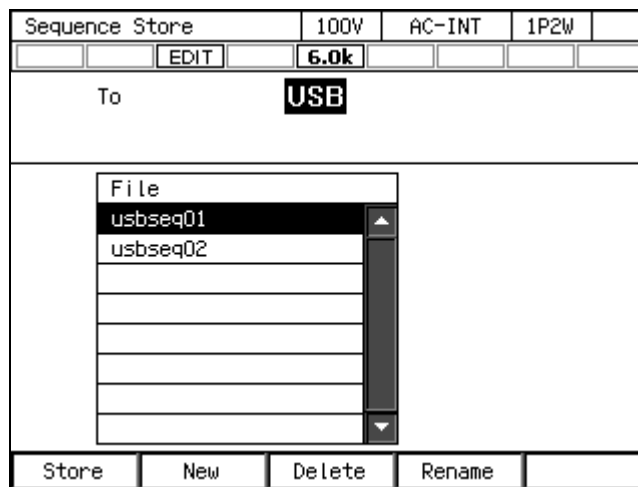 Sequence Store 100V AC-INT 1P2W
EDIT 6.0k
To USB
File
usbseq01
usbseq02
Store New Delete Rename